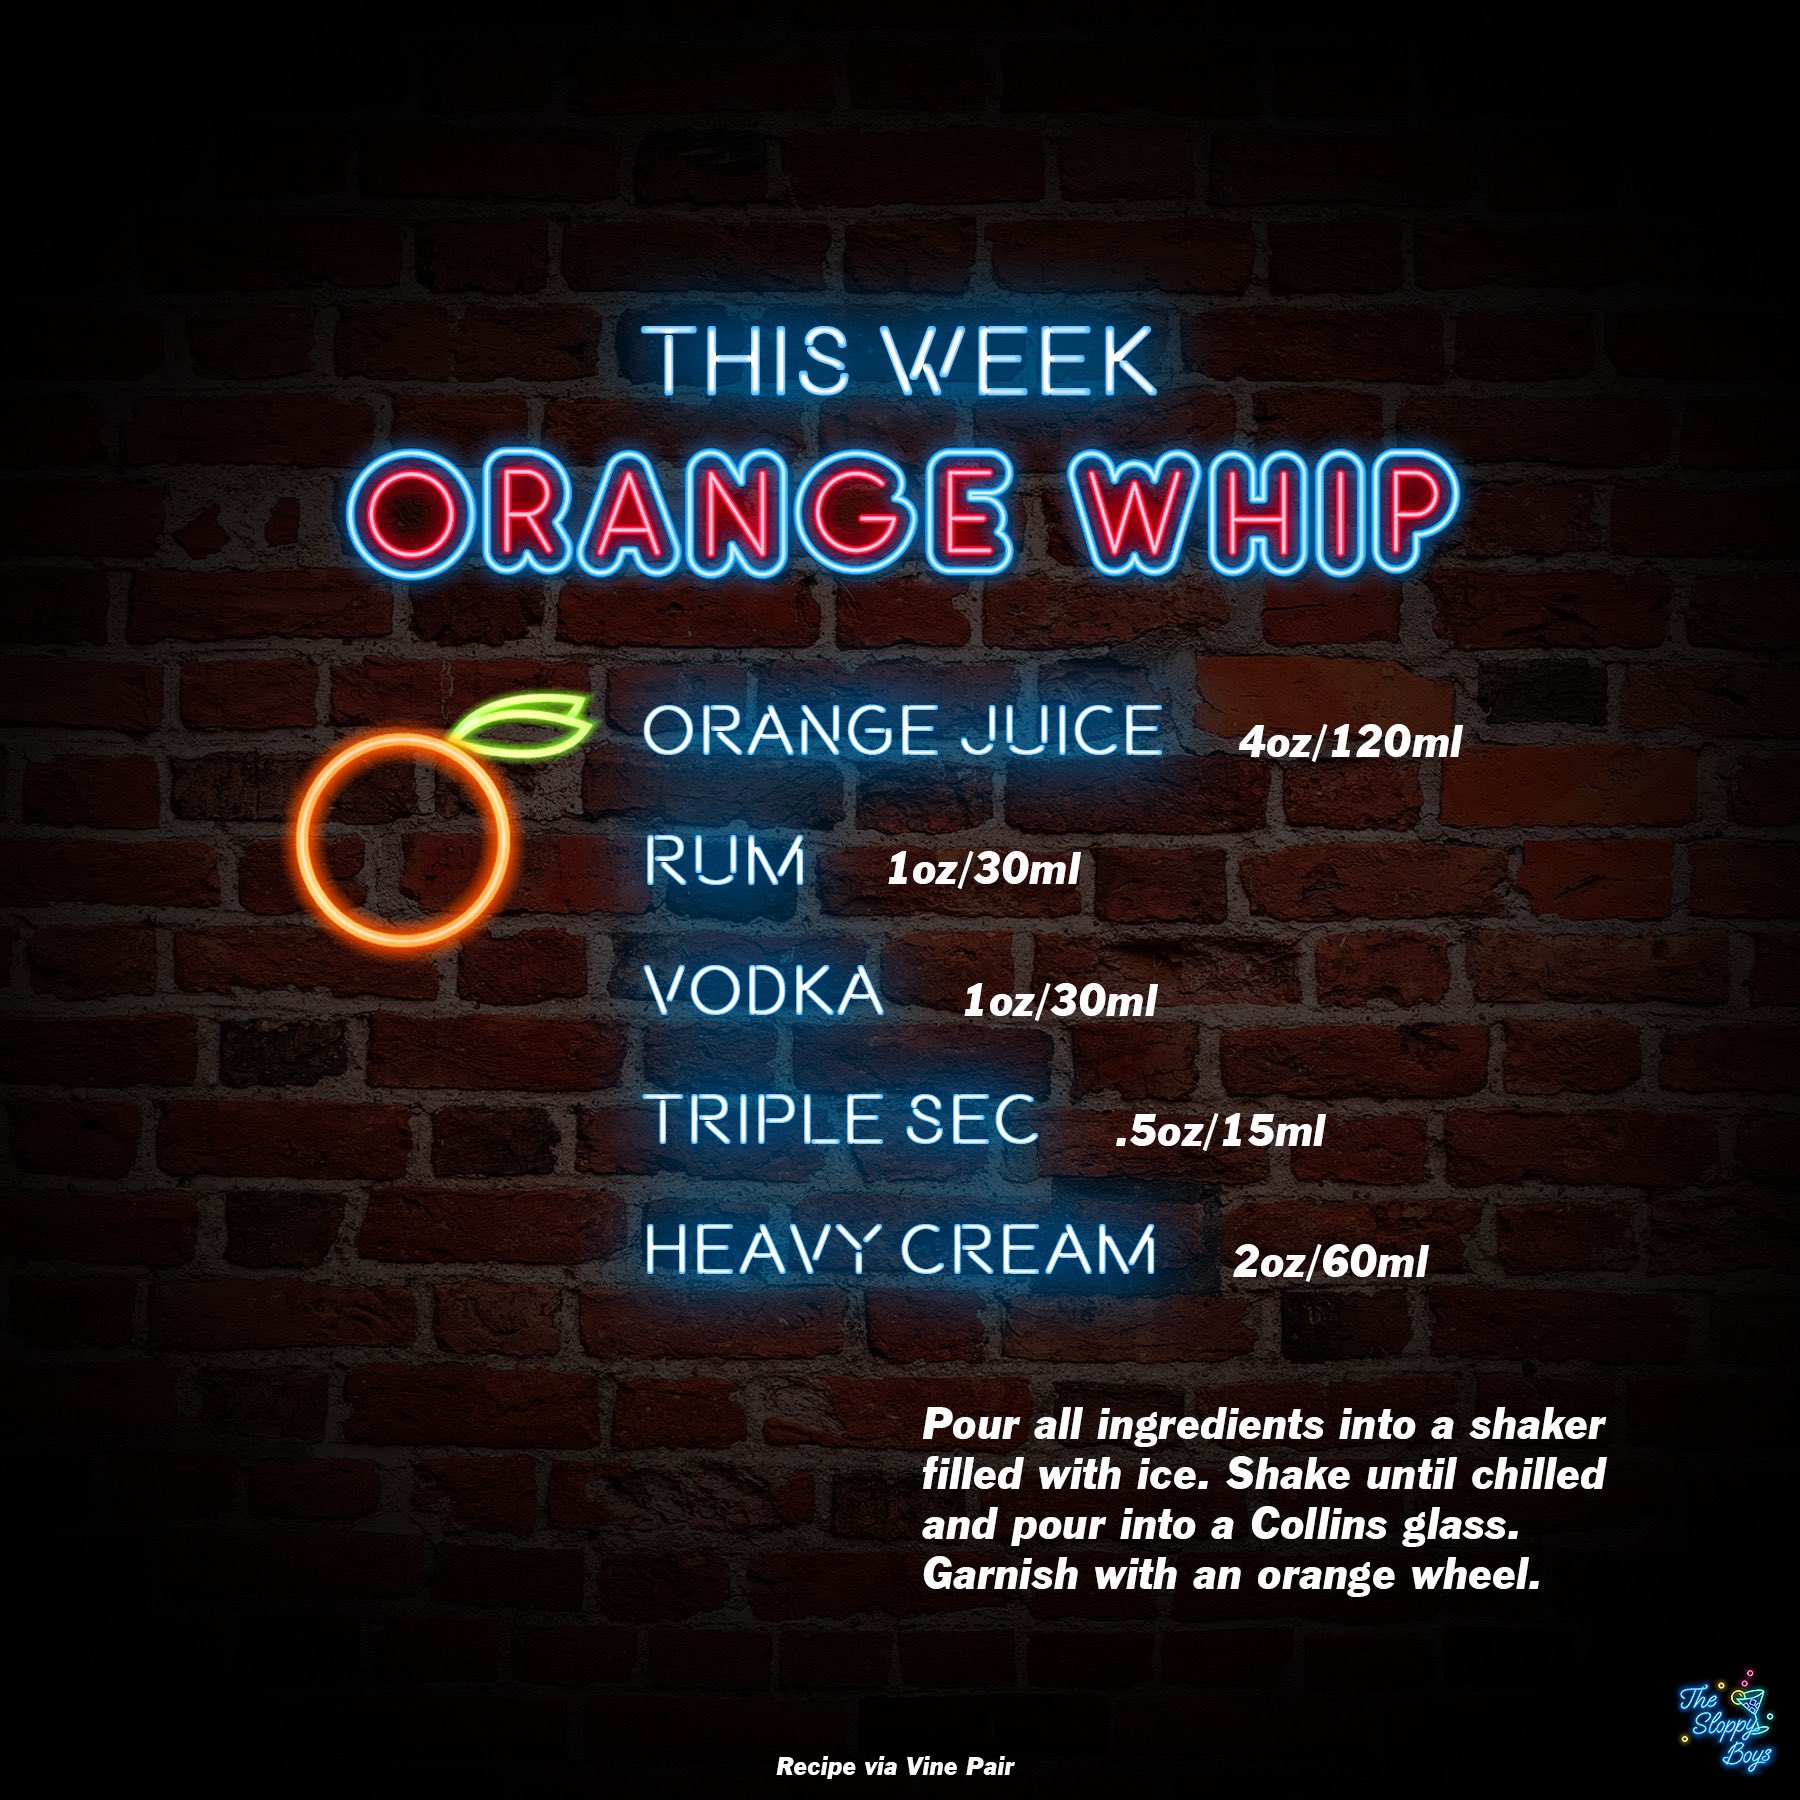 THIS WEEK
ORANGE WHIP
ORANGE JUICE 4oz/120ml
RUM 1oz/30ml
VODKA 1oz/30ml
TRIPLE SEC .5oz/15ml
HEAVY CREAM 2oz/60ml
Pour all ingredients into a shaker
filled with ice. Shake until chilled
and pour into a Collins glass.
Garnish with an orange wheel.
The
Sloppy
Boys
Recipe via Vine Pair